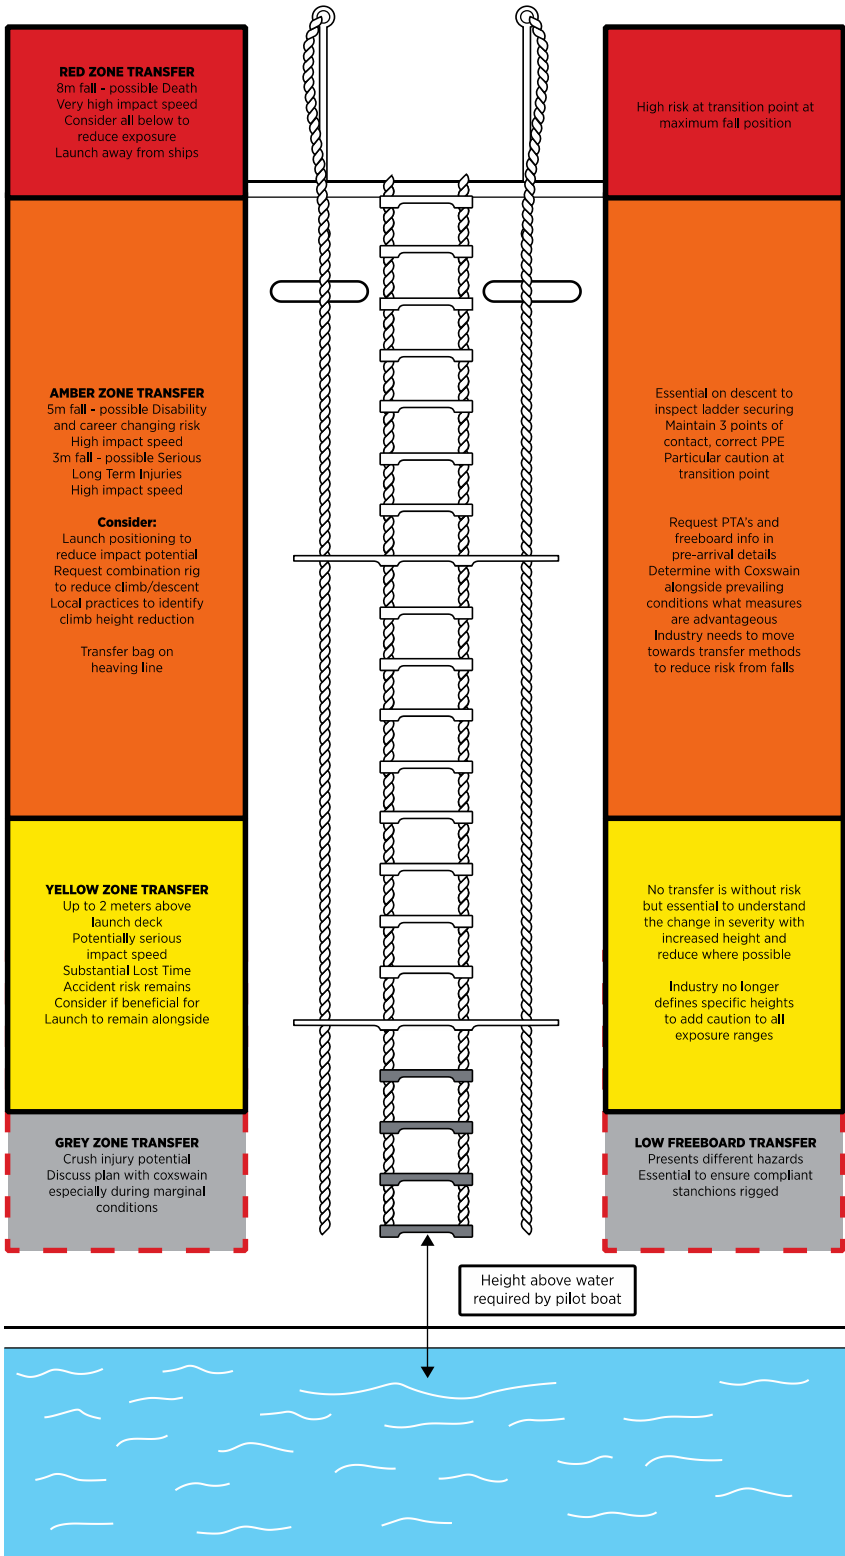 RED ZONE TRANSFER
8m fall - possible Death
Very high impact speed
Consider all below to
reduce exposure
Launch away from ships
High risk at transition point at
maximum fall position
AMBER ZONE TRANSFER
5m fall - possible Disability
and career changing risk
High impact speed
3m fall - possible Serious
Long Term Injuries
High impact speed
Consider:
Launch positioning to
reduce impact potential
Request combination rig
to reduce climb/descent
Local practices to identify
climb height reduction
Transfer bag on
heaving line
Essential on descent to
inspect ladder securing
Maintain 3 points of
contact, correct PPE
Particular caution at
transition point
Request PTA's and
freeboard info in
pre-arrival details
Determine with Coxswain
alongside prevailing
conditions what measures
are advantageous
Industry needs to move
towards transfer methods
to reduce risk from falls
YELLOW ZONE TRANSFER
Up to 2 meters above
launch deck
Potentially serious
impact speed
Substantial Lost Time
Accident risk remains
Consider if beneficial for
Launch to remain alongside
No transfer is without risk
but essential to understand
the change in severity with
increased height and
reduce where possible
Industry no longer
defines specific heights
to add caution to all
exposure ranges
GREY ZONE TRANSFER
Crush injury potential
Discuss plan with coxswain
especially during marginal
conditions
LOW FREEBOARD TRANSFER
Presents different hazards
Essential to ensure compliant
stanchions rigged
Height above water
required by pilot boat